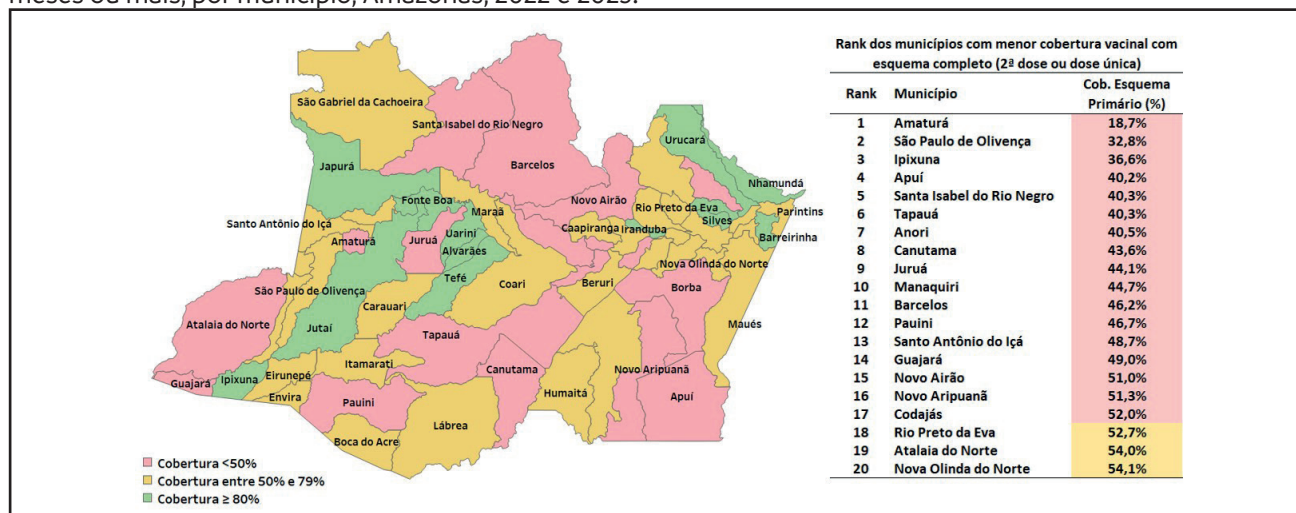 meses ou mais, por município, Amazonas, 2022 e 2023.
São Gabriel da Cachoeira
Santa Isabel do Rio Negro
Urucará
Japurá
Barcelos
Nhamundá
Fonte Boa
Novo Airão
Maraã
Rio Preto da Eva
Parintins
Santo Antônio do Içá
Silves
Uarini
Caapiranga
Iranduba
Amaturá
Juruá
Barreirinha
Alvarães
Nova Olinda do Norte
Tefé
São Paulo de Olivença
Coari
Beruri
Borba
Carauari
Atalaia do Norte
Jutaí
Maués
Tapauá
Itamarati
Canutama
Novo Aripuanã
Guajará
Ipixuna
Eirunepé
Envira
Humaitá
Apuí
Pauini
Lábrea
Boca do Acre
Cobertura <50%
Cobertura entre 50% e 79%
Cobertura ≥ 80%
Rank dos municípios com menor cobertura vacinal com
esquema completo (2ª dose ou dose única)
Rank Município Cob. Esquema
Primário (%)
1 Amaturá 18,7%
2 São Paulo de Olivença 32,8%
3 Ipixuna 36,6%
4 Apuí 40,2%
5 Santa Isabel do Rio Negro 40,3%
6 Tapauá 40,3%
7 Anori 40,5%
8 Canutama 43,6%
9 Juruá 44,1%
10 Manaquiri 44,7%
11 Barcelos 46,2%
12 Pauini 46,7%
13 Santo Antônio do Içá 48,7%
14 Guajará 49,0%
15 Novo Airão 51,0%
16 Novo Aripuanã 51,3%
17 Codajás 52,0%
18 Rio Preto da Eva 52,7%
19 Atalaia do Norte 54,0%
20 Nova Olinda do Norte 54,1%